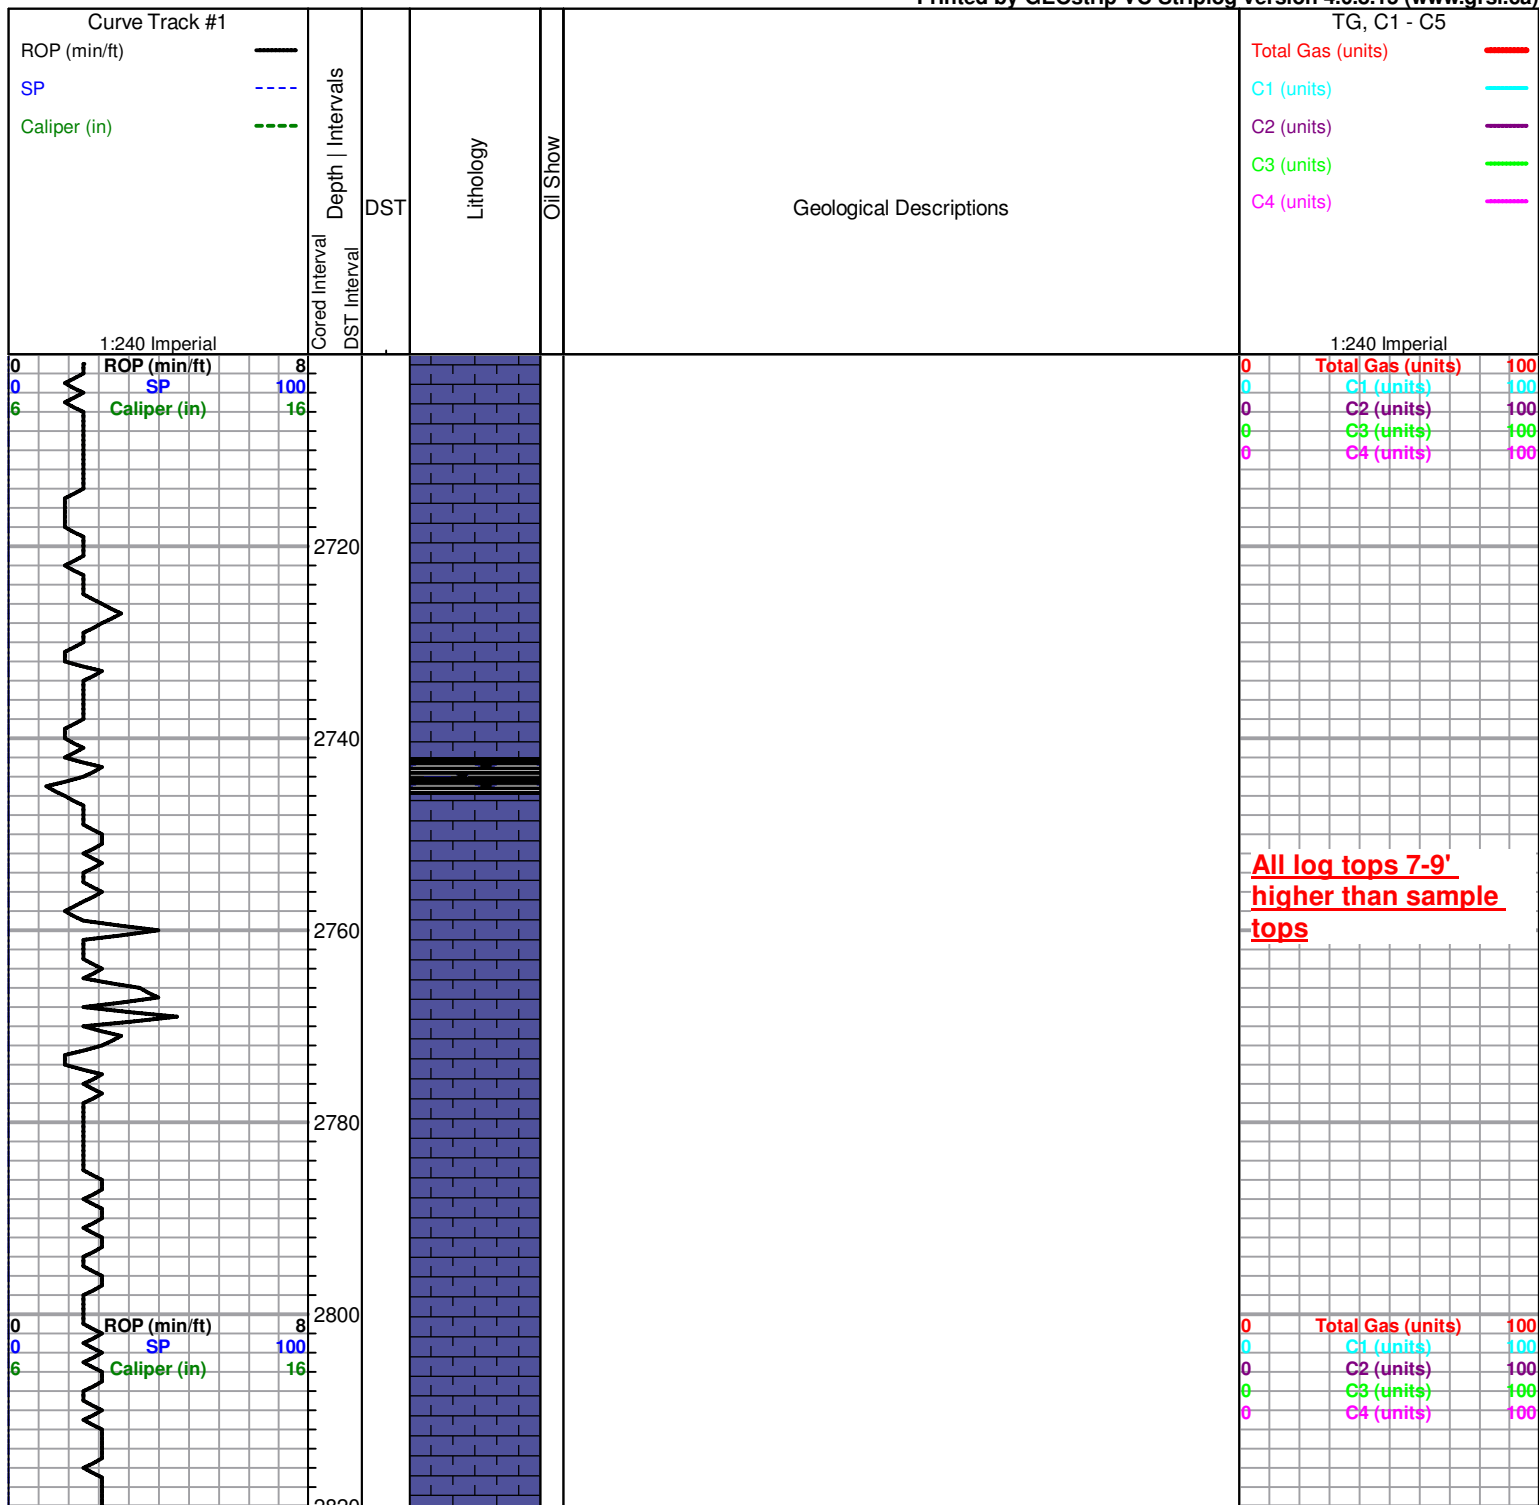 Curve Track #1
ROP (min/ft)
SP
Caliper (in)
1:240 Imperial
Cored Interval
Depth | Intervals
DST Interval
DST
Lithology
Oil Show
Geological Descriptions
TG, C1 - C5
Total Gas (units)
C1 (units)
C2 (units)
C3 (units)
C4 (units)
1:240 Imperial
0 ROP (min/ft) 8
0 SP 100
6 Caliper (in) 16
0 Total Gas (units) 100
0 C1 (units) 100
0 C2 (units) 100
0 C3 (units) 100
0 C4 (units) 100
2720
2740
2760
All log tops 7-9'
higher than sample
tops
2780
2800
0 ROP (min/ft) 8
0 SP 100
6 Caliper (in) 16
0 Total Gas (units) 100
0 C1 (units) 100
0 C2 (units) 100
0 C3 (units) 100
0 C4 (units) 100